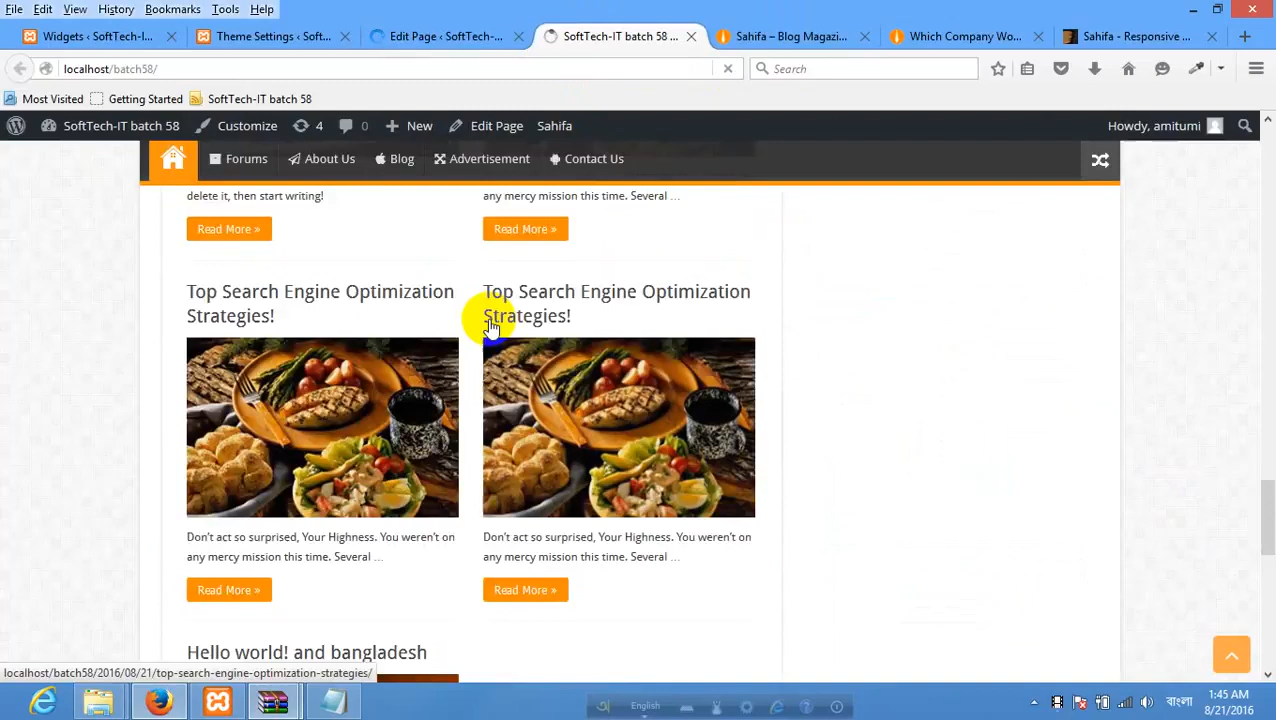 File Edit View History Bookmarks Tools Help
Widgets ‹ SoftTech-I...
Theme Settings ‹ Soft...
Edit Page ‹ SoftTech-...
SoftTech-IT batch 58 ...
Sahifa – Blog Magazi...
Which Company Wo...
Sahifa - Responsive ...
localhost/batch58/
Search
Most Visited Getting Started SoftTech-IT batch 58
SoftTech-IT batch 58 Customize 4 0 New Edit Page Sahifa Howdy, amitumi
Forums About Us Blog Advertisement Contact Us
delete it, then start writing!
any mercy mission this time. Several ...
Read More »
Read More »
Top Search Engine Optimization
Strategies!
Top Search Engine Optimization
Strategies!
Don't act so surprised, Your Highness. You weren't on
any mercy mission this time. Several ...
Don't act so surprised, Your Highness. You weren't on
any mercy mission this time. Several ...
Read More »
Read More »
Hello world! and bangladesh
localhost/batch58/2016/08/21/top-search-engine-optimization-strategies/
English
বাংলা
1:45 AM
8/21/2016